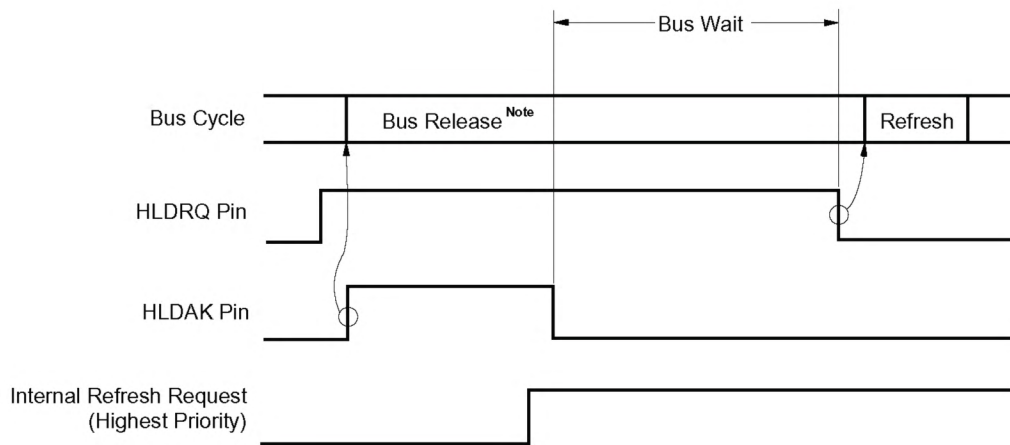 Bus Wait
Bus Cycle
Bus Release Note
Refresh
HLDRQ Pin
HLDAK Pin
Internal Refresh Request
(Highest Priority)